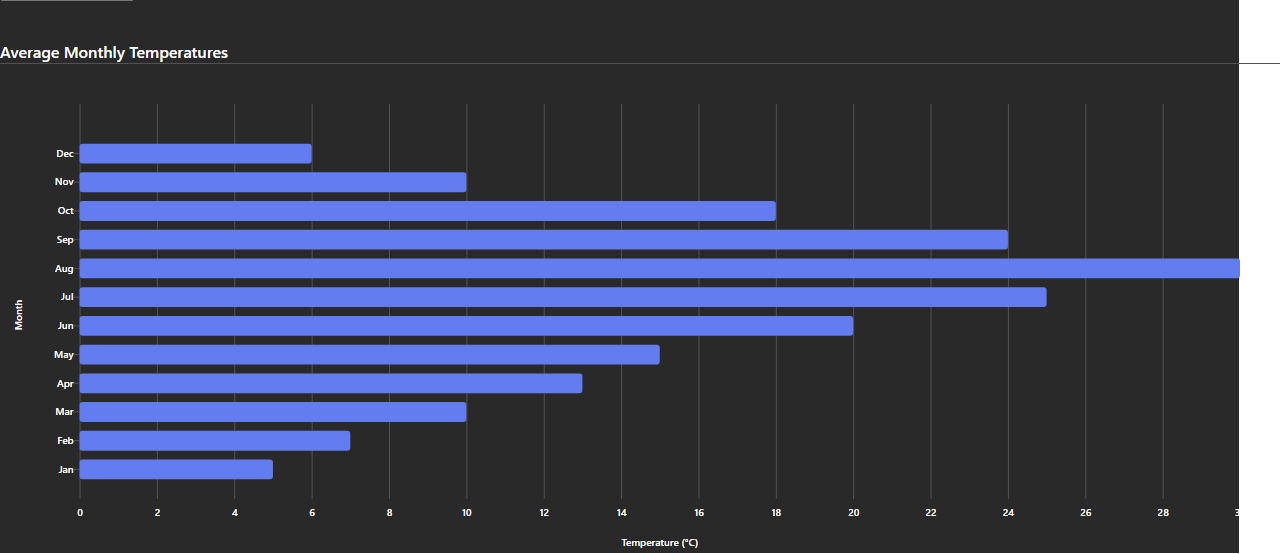 Average Monthly Temperatures
Dec
Nov
Oct
Sep
Aug
Jul
Jun
May
Apr
Mar
Feb
Jan
Month
0 2 4 6 8 10 12 14 16 18 20 22 24 26 28
Temperature (°C)